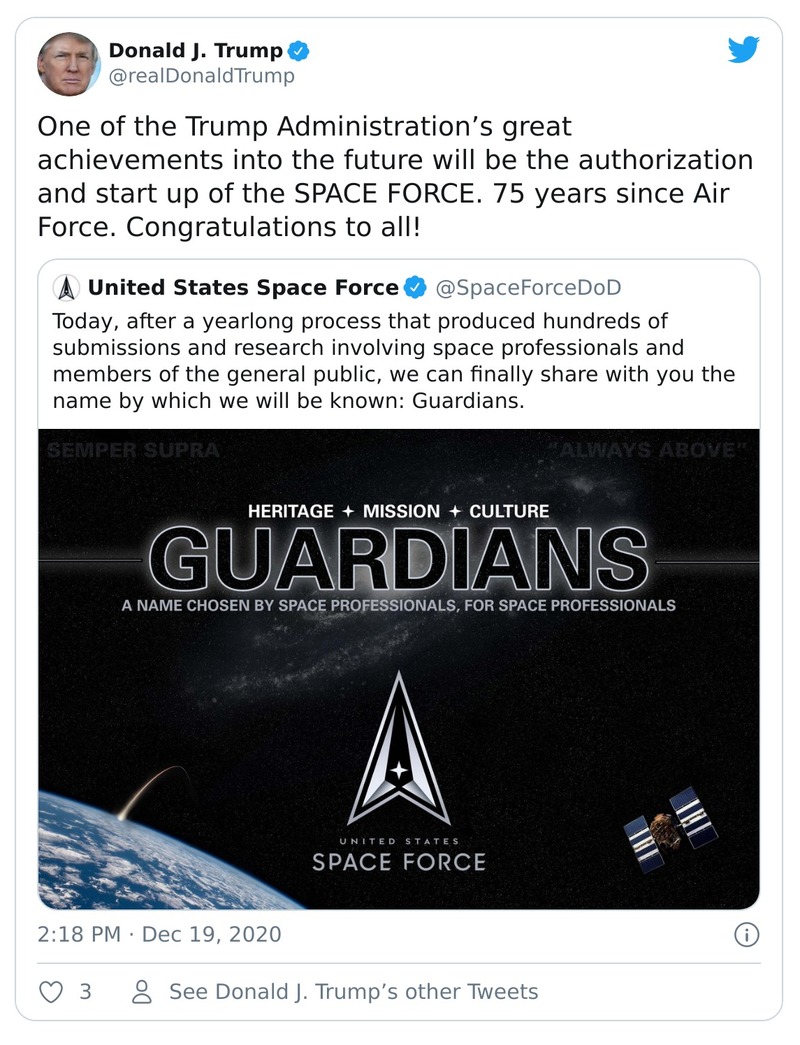 Donald J. Trump
@realDonaldTrump
One of the Trump Administration’s great
achievements into the future will be the authorization
and start up of the SPACE FORCE. 75 years since Air
Force. Congratulations to all!
United States Space Force @SpaceForceDoD
Today, after a yearlong process that produced hundreds of
submissions and research involving space professionals and
members of the general public, we can finally share with you the
name by which we will be known: Guardians.
SEMPER SUPRA "ALWAYS ABOVE"
HERITAGE ✦ MISSION ✦ CULTURE
GUARDIANS
A NAME CHOSEN BY SPACE PROFESSIONALS, FOR SPACE PROFESSIONALS
UNITED STATES
SPACE FORCE
2:18 PM · Dec 19, 2020
3 See Donald J. Trump’s other Tweets